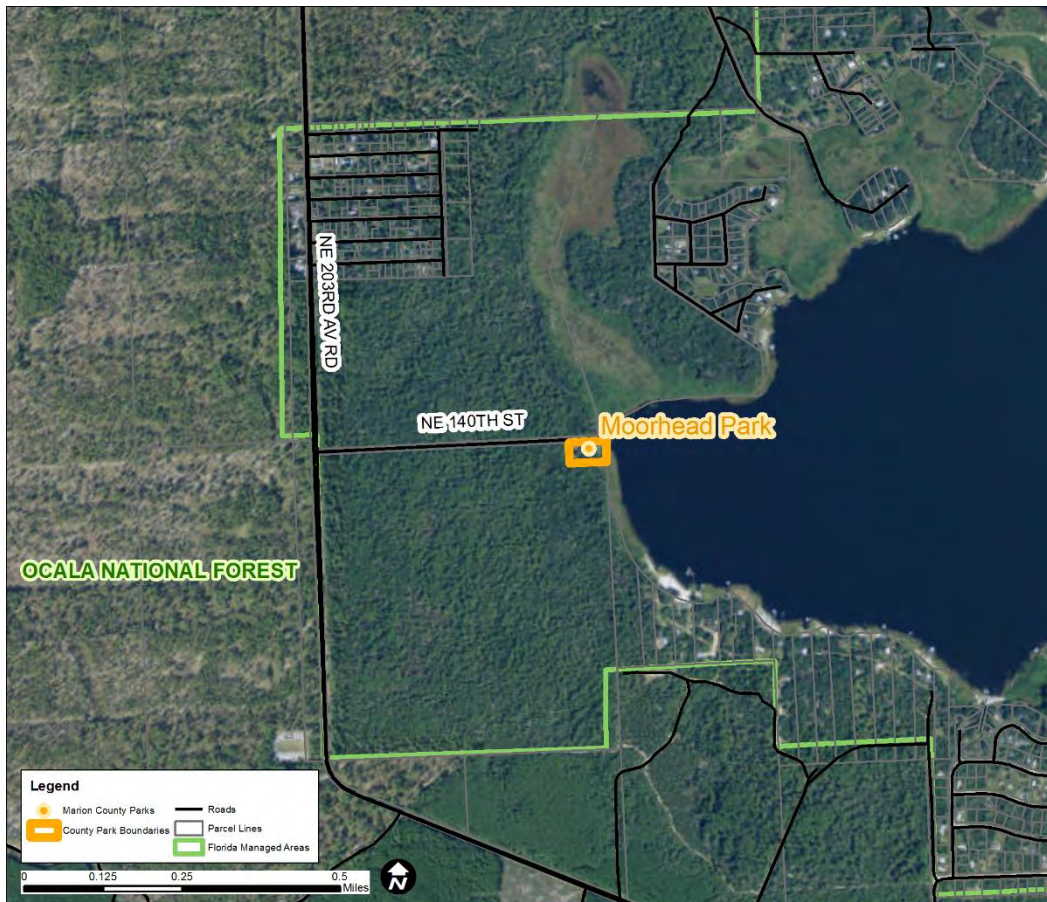 NE 203RD AV RD
NE 140TH ST
Moorhead Park
OCALA NATIONAL FOREST
Legend
Marion County Parks
County Park Boundaries
Roads
Parcel Lines
Florida Managed Areas
0 0.125 0.25 0.5
Miles
N